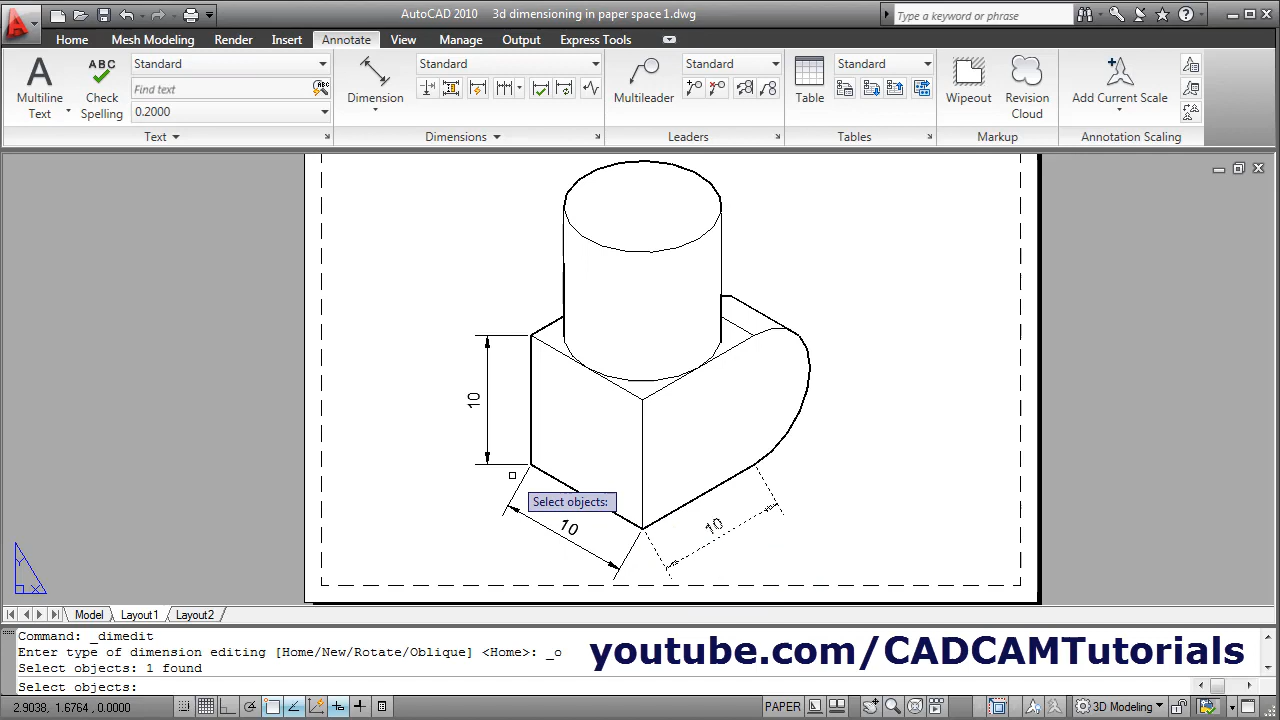 AutoCAD 2010 3d dimensioning in paper space 1.dwg
Type a keyword or phrase
Home Mesh Modeling Render Insert Annotate View Manage Output Express Tools
Multiline Text
ABC
Check Spelling
Standard
Find text
0.2000
Text
Dimension
Standard
Dimensions
Multileader
Standard
Leaders
Table
Standard
Tables
Wipeout
Revision Cloud
Markup
Add Current Scale
Annotation Scaling
10
Select objects:
10
10
Y
X
Model Layout1 Layout2
Command: _dimedit
Enter type of dimension editing [Home/New/Rotate/Oblique] <Home>: _o
Select objects: 1 found
Select objects:
youtube.com/CADCAMTutorials
2.9038, 1.6764, 0.0000
PAPER
3D Modeling